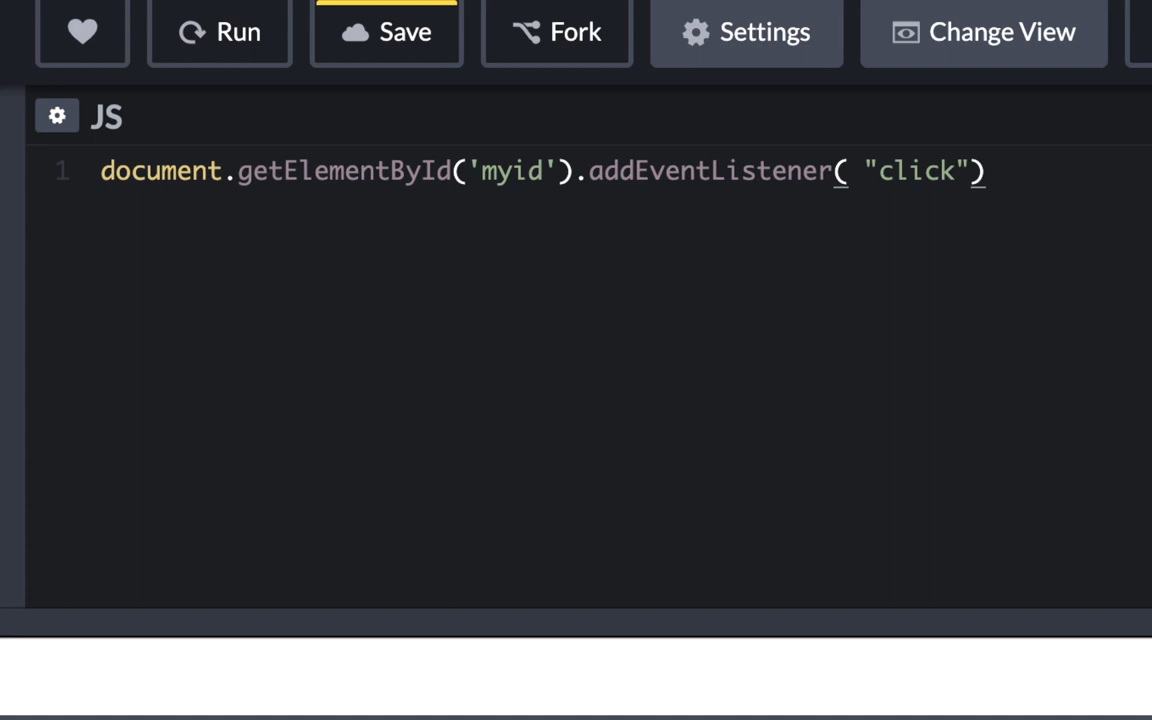 Run Save Fork Settings Change View
JS
1 document.getElementById('myid').addEventListener( "click")